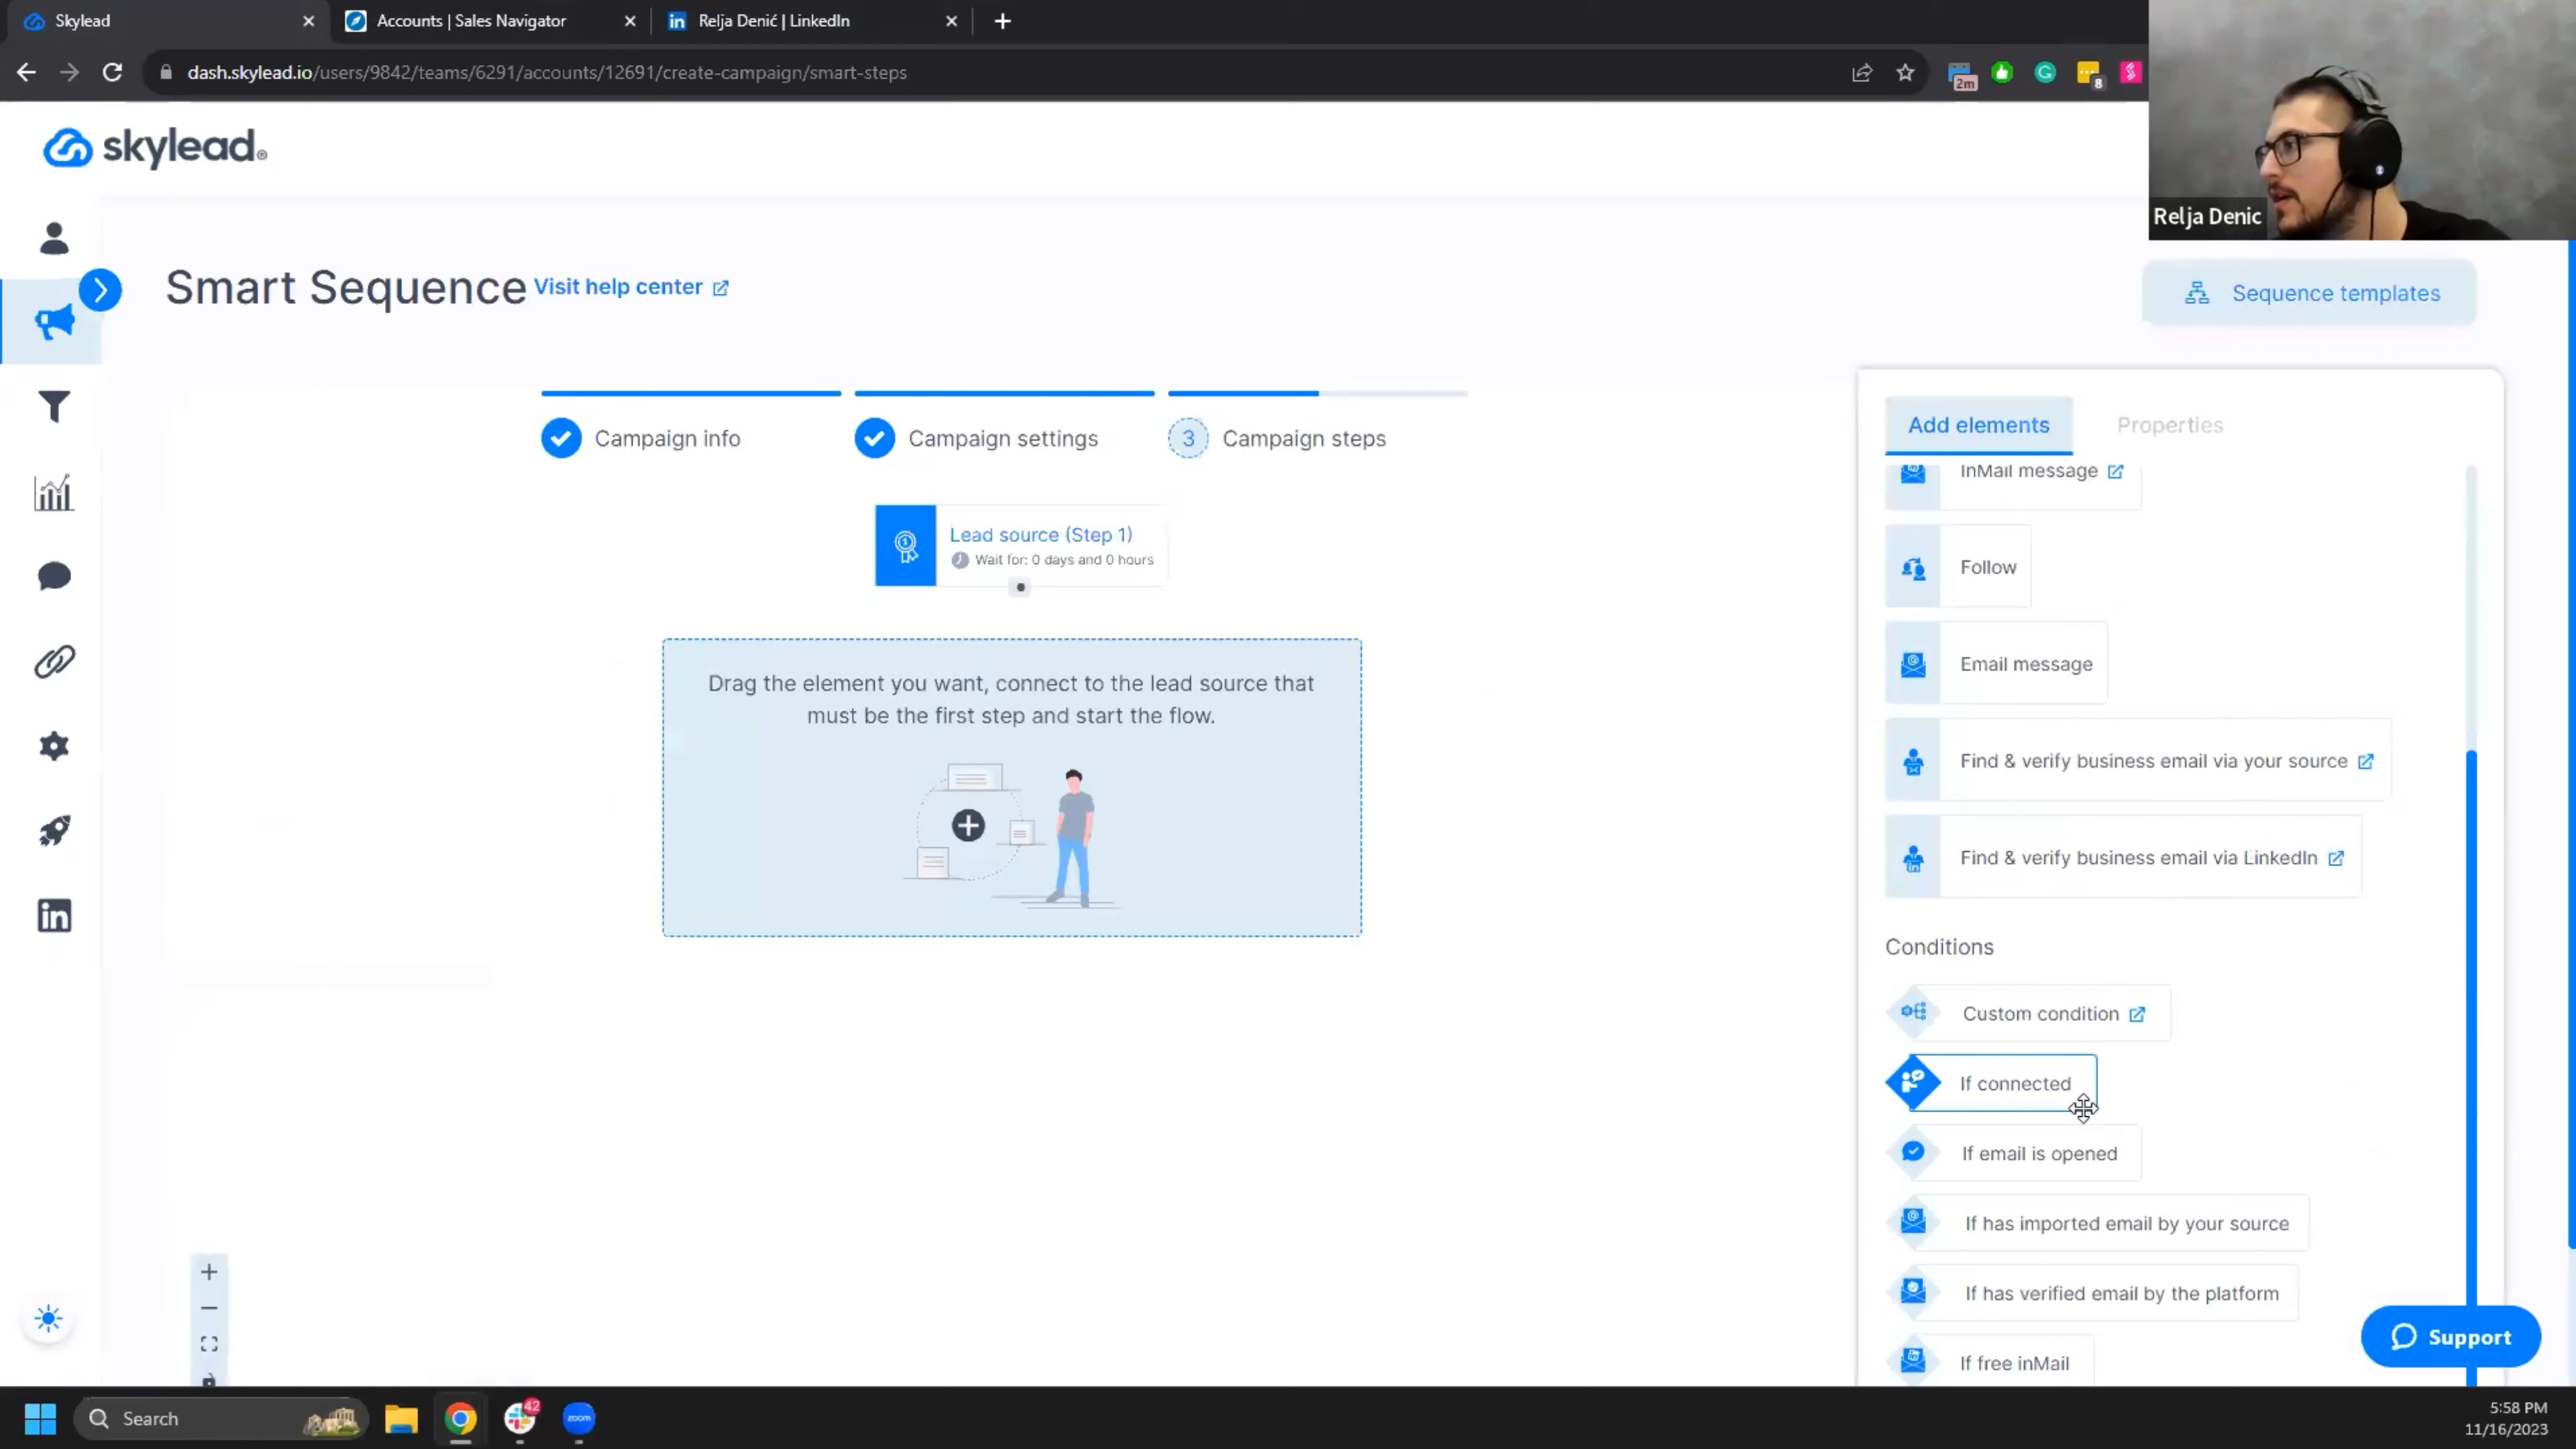 Skylead
Accounts | Sales Navigator
Relja Denić | LinkedIn
dash.skylead.io/users/9842/teams/6291/accounts/12691/create-campaign/smart-steps
2m
8
Relja Denic
skylead®
Smart Sequence Visit help center
Sequence templates
Campaign info
Campaign settings
3 Campaign steps
Lead source (Step 1)
Wait for: 0 days and 0 hours
Drag the element you want, connect to the lead source that
must be the first step and start the flow.
Add elements
Properties
InMail message
Follow
Email message
Find & verify business email via your source
Find & verify business email via LinkedIn
Conditions
Custom condition
If connected
If email is opened
If has imported email by your source
If has verified email by the platform
If free inMail
Support
Search
42
zoom
5:58 PM
11/16/2023